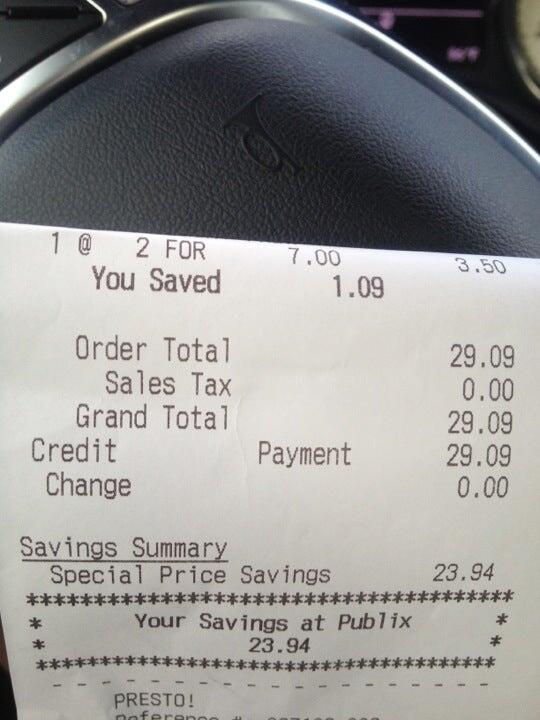 1 @ 2 FOR 7.00 3.50
You Saved 1.09
Order Total 29.09
Sales Tax 0.00
Grand Total 29.09
Credit Payment 29.09
Change 0.00
Savings Summary
Special Price Savings 23.94
****************************************
* Your Savings at Publix *
* 23.94 *
****************************************
- - - - - - - - - - - - - - - - - - -
PRESTO!